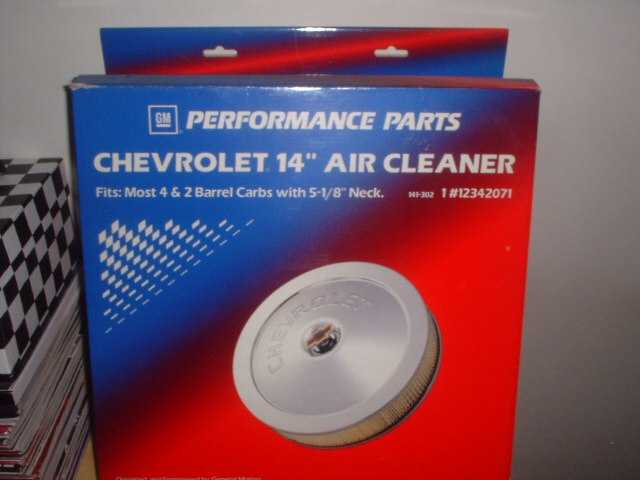 GM PERFORMANCE PARTS
CHEVROLET 14" AIR CLEANER
Fits: Most 4 & 2 Barrel Carbs with 5-1/8" Neck. 141-302 1 #12342071
CHEVROLET